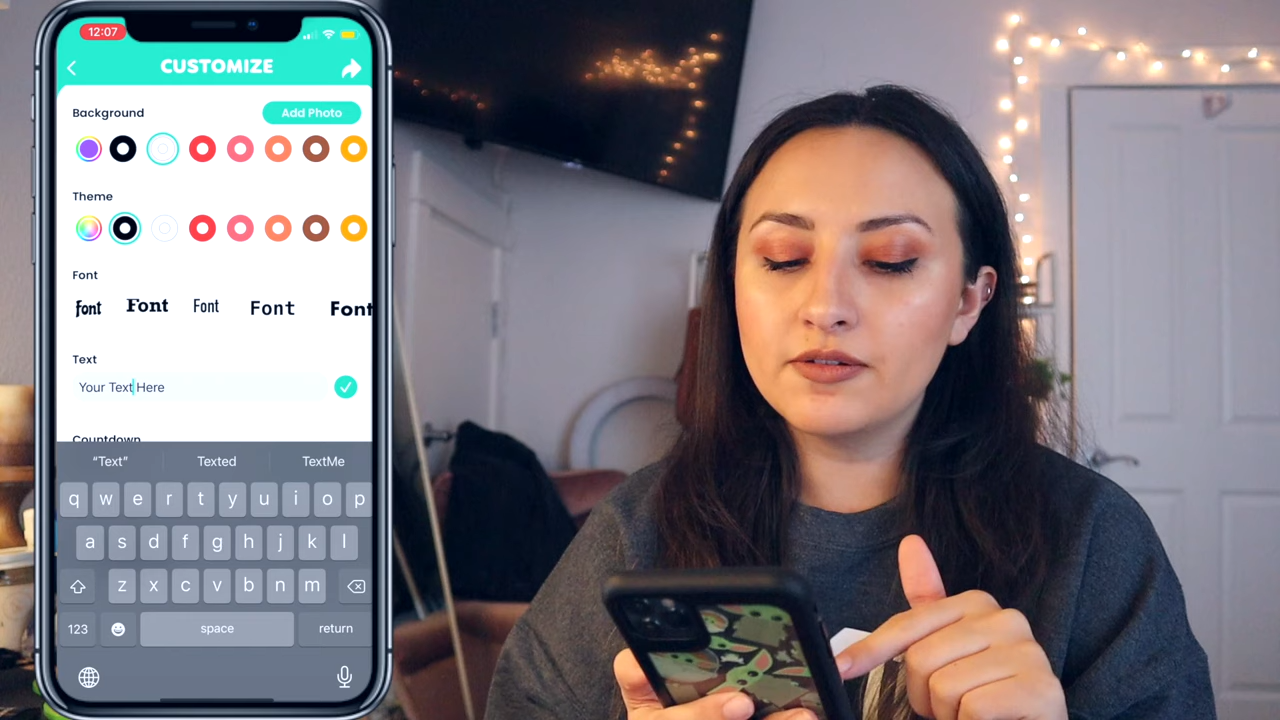 12:07
CUSTOMIZE
Background
Add Photo
Theme
Font
font Font Font Font Font
Text
Your Text Here
Countdown
“Text” Texted TextMe
q w e r t y u i o p
a s d f g h j k l
z x c v b n m
123 space return